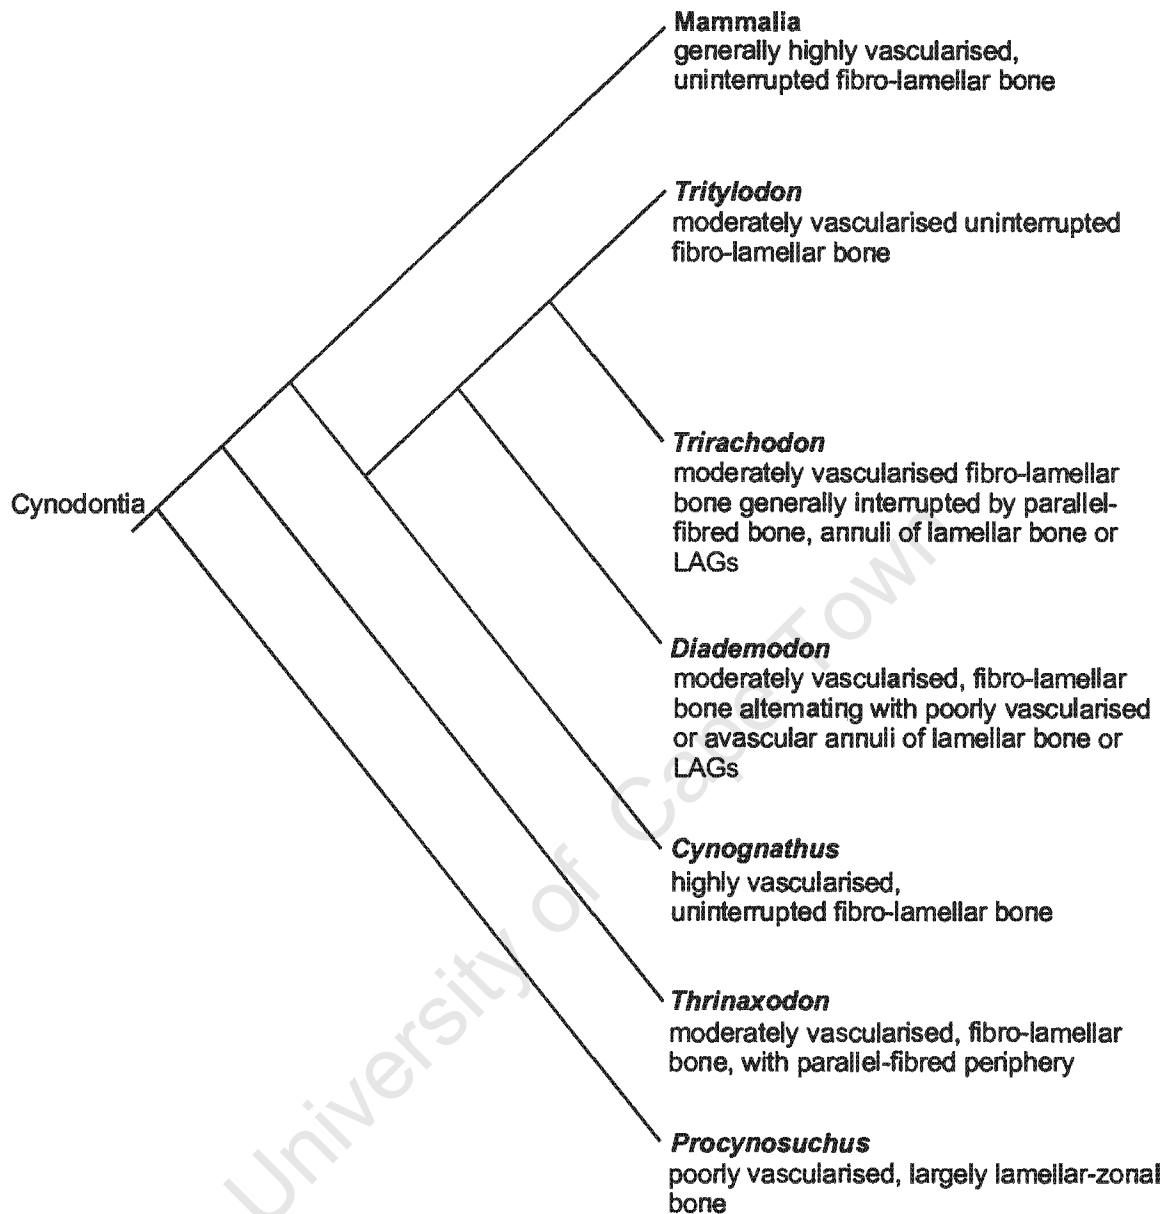 Mammalia
generally highly vascularised,
uninterrupted fibro-lamellar bone
Tritylodon
moderately vascularised uninterrupted
fibro-lamellar bone
Trirachodon
moderately vascularised fibro-lamellar
bone generally interrupted by parallel-
fibred bone, annuli of lamellar bone or
LAGs
Cynodontia
Diademodon
moderately vascularised, fibro-lamellar
bone alternating with poorly vascularised
or avascular annuli of lamellar bone or
LAGs
Cynognathus
highly vascularised,
uninterrupted fibro-lamellar bone
Thrinaxodon
moderately vascularised, fibro-lamellar
bone, with parallel-fibred periphery
Procynosuchus
poorly vascularised, largely lamellar-zonal
bone
University of Cape Town